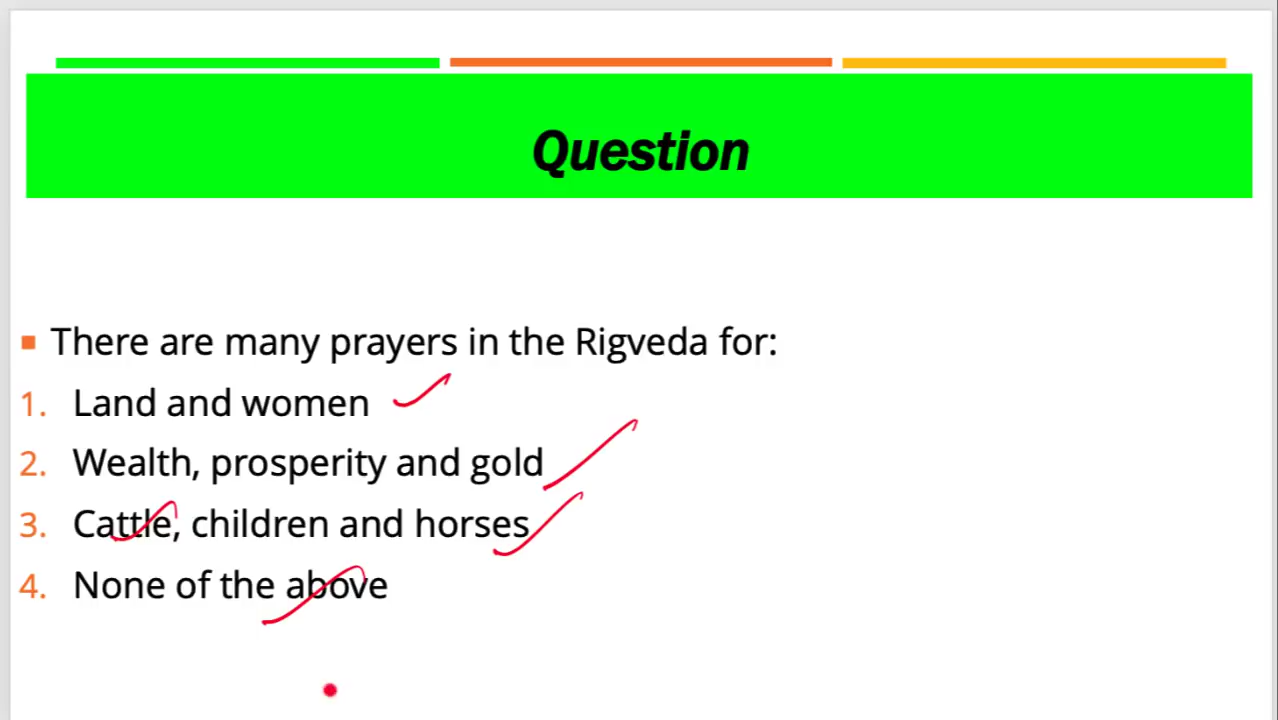 Question
There are many prayers in the Rigveda for:
1. Land and women
2. Wealth, prosperity and gold
3. Cattle, children and horses
4. None of the above